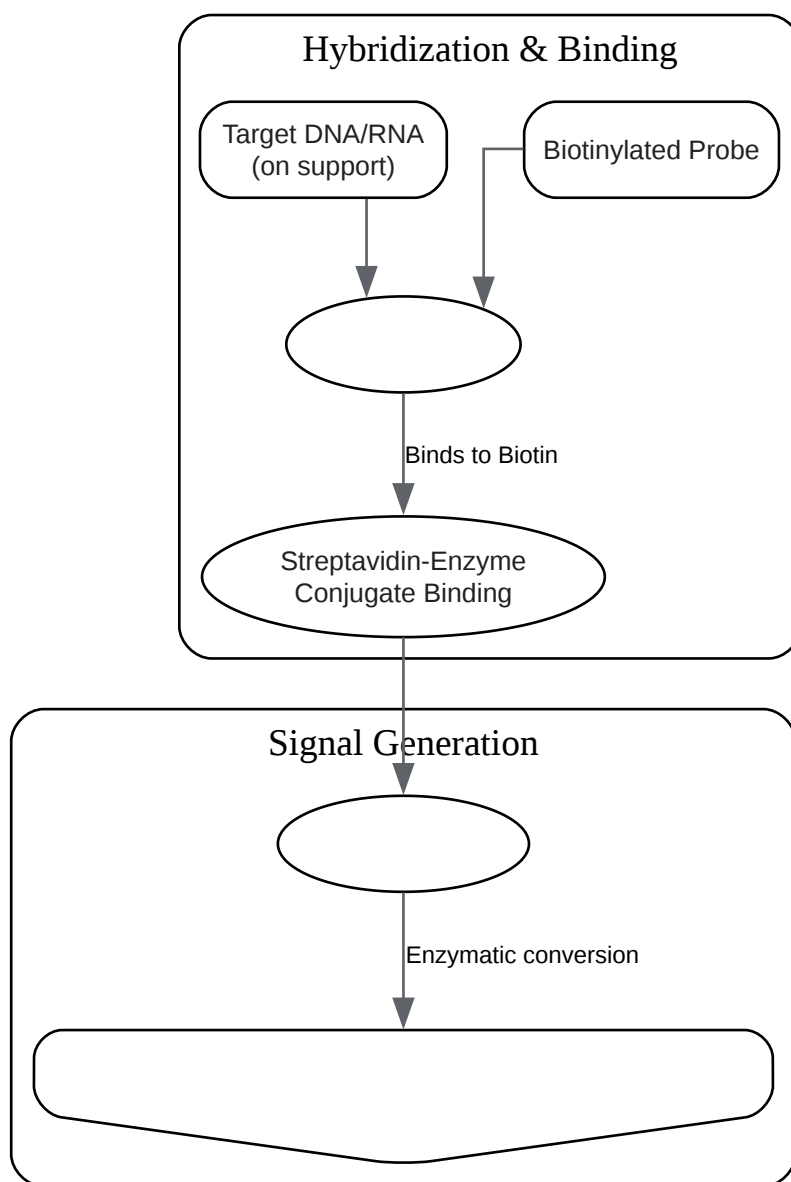 Hybridization & Binding
Target DNA/RNA
(on support)
Biotinylated Probe
Binds to Biotin
Streptavidin-Enzyme
Conjugate Binding
Signal Generation
Enzymatic conversion